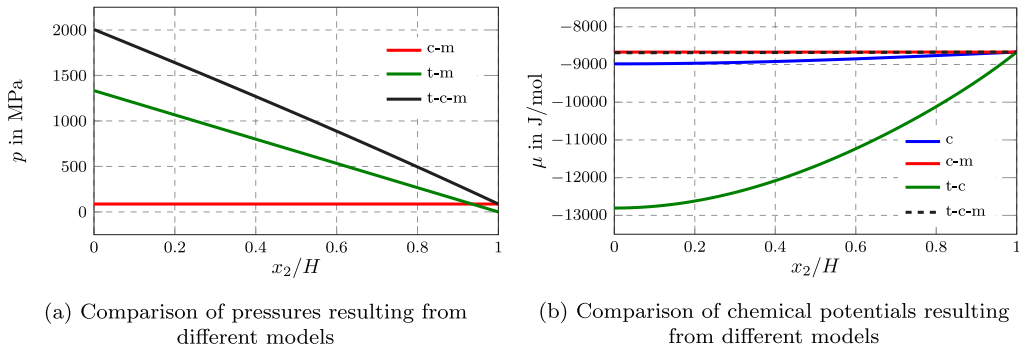 2000
1500
1000
500
0
p in MPa
c-m
t-m
t-c-m
0
0.2
0.4
0.6
0.8
1
x₂/H
(a) Comparison of pressures resulting from
different models
−8000
−9000
−10000
−11000
−12000
−13000
μ in J/mol
c
c-m
t-c
t-c-m
0
0.2
0.4
0.6
0.8
1
x₂/H
(b) Comparison of chemical potentials resulting
from different models